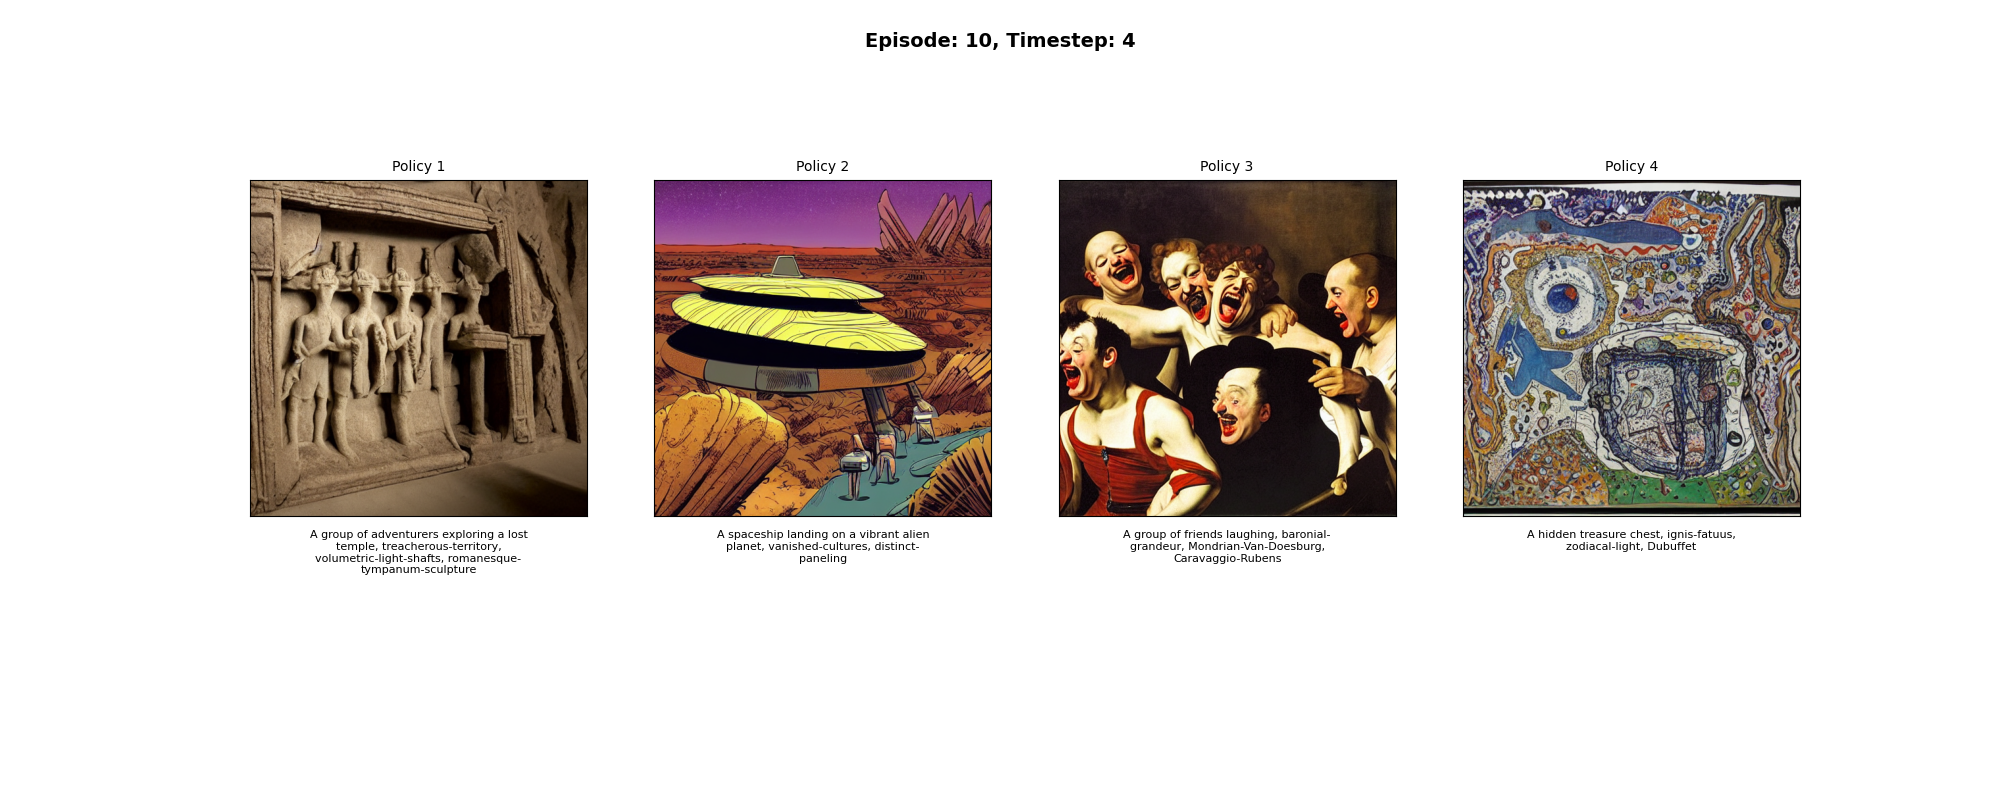 Episode: 10, Timestep: 4
Policy 1
Policy 2
Policy 3
Policy 4
A group of adventurers exploring a lost
temple, treacherous-territory,
volumetric-light-shafts, romanesque-
tympanum-sculpture
A spaceship landing on a vibrant alien
planet, vanished-cultures, distinct-
paneling
A group of friends laughing, baronial-
grandeur, Mondrian-Van-Doesburg,
Caravaggio-Rubens
A hidden treasure chest, ignis-fatuus,
zodiacal-light, Dubuffet